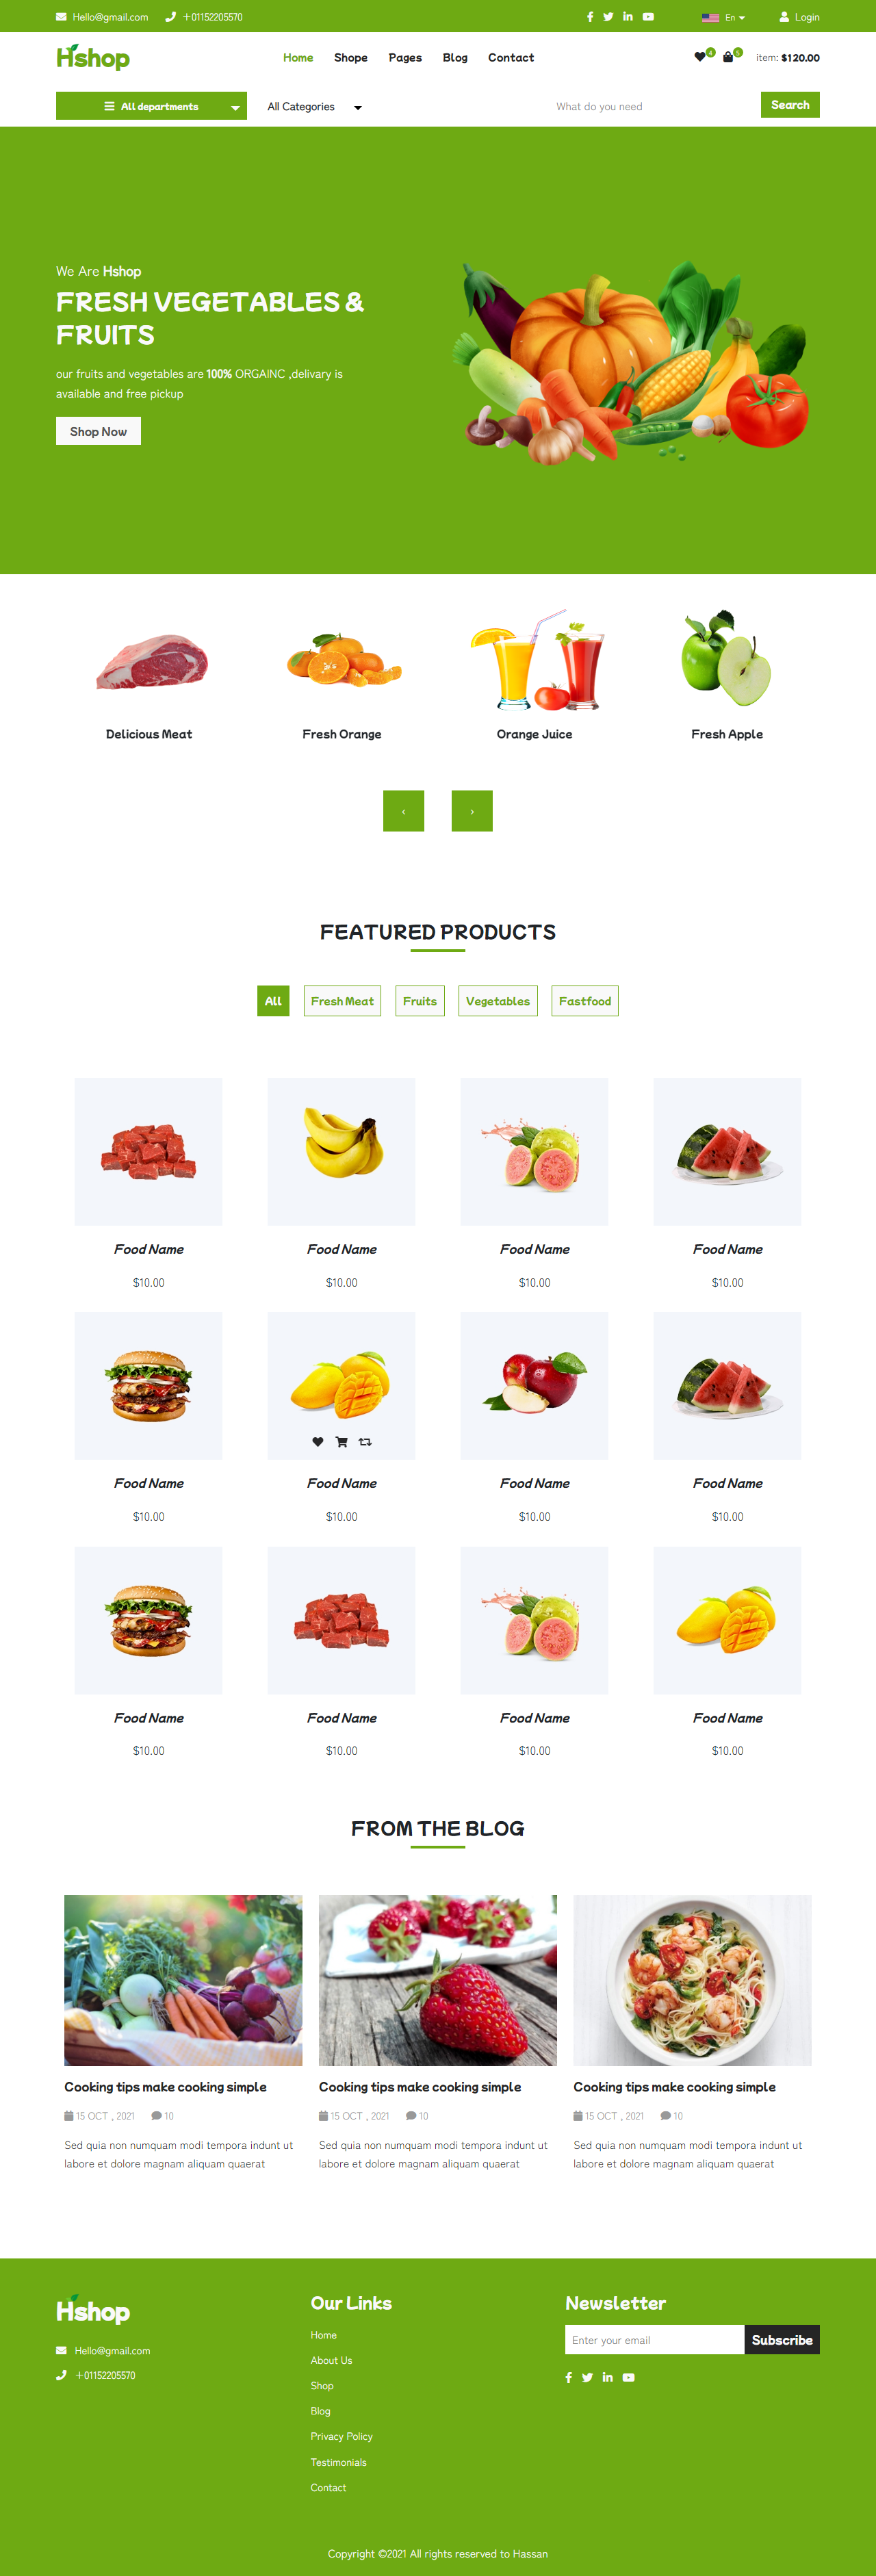 Hello@gmail.com +01152205570 En Login
Hshop Home Shope Pages Blog Contact 4 5 item: $120.00
All departments All Categories What do you need Search
We Are Hshop
FRESH VEGETABLES &
FRUITS
our fruits and vegetables are 100% ORGAINC ,delivary is
available and free pickup
Shop Now
Delicious Meat Fresh Orange Orange Juice Fresh Apple
‹ ›
FEATURED PRODUCTS
All Fresh Meat Fruits Vegetables Fastfood
Food Name Food Name Food Name Food Name
$10.00 $10.00 $10.00 $10.00
Food Name Food Name Food Name Food Name
$10.00 $10.00 $10.00 $10.00
Food Name Food Name Food Name Food Name
$10.00 $10.00 $10.00 $10.00
FROM THE BLOG
Cooking tips make cooking simple
15 OCT , 2021 10
Sed quia non numquam modi tempora indunt ut
labore et dolore magnam aliquam quaerat
Cooking tips make cooking simple
15 OCT , 2021 10
Sed quia non numquam modi tempora indunt ut
labore et dolore magnam aliquam quaerat
Cooking tips make cooking simple
15 OCT , 2021 10
Sed quia non numquam modi tempora indunt ut
labore et dolore magnam aliquam quaerat
Hshop
Hello@gmail.com
+01152205570
Our Links
Home
About Us
Shop
Blog
Privacy Policy
Testimonials
Contact
Newsletter
Enter your email Subscribe
Copyright ©2021 All rights reserved to Hassan